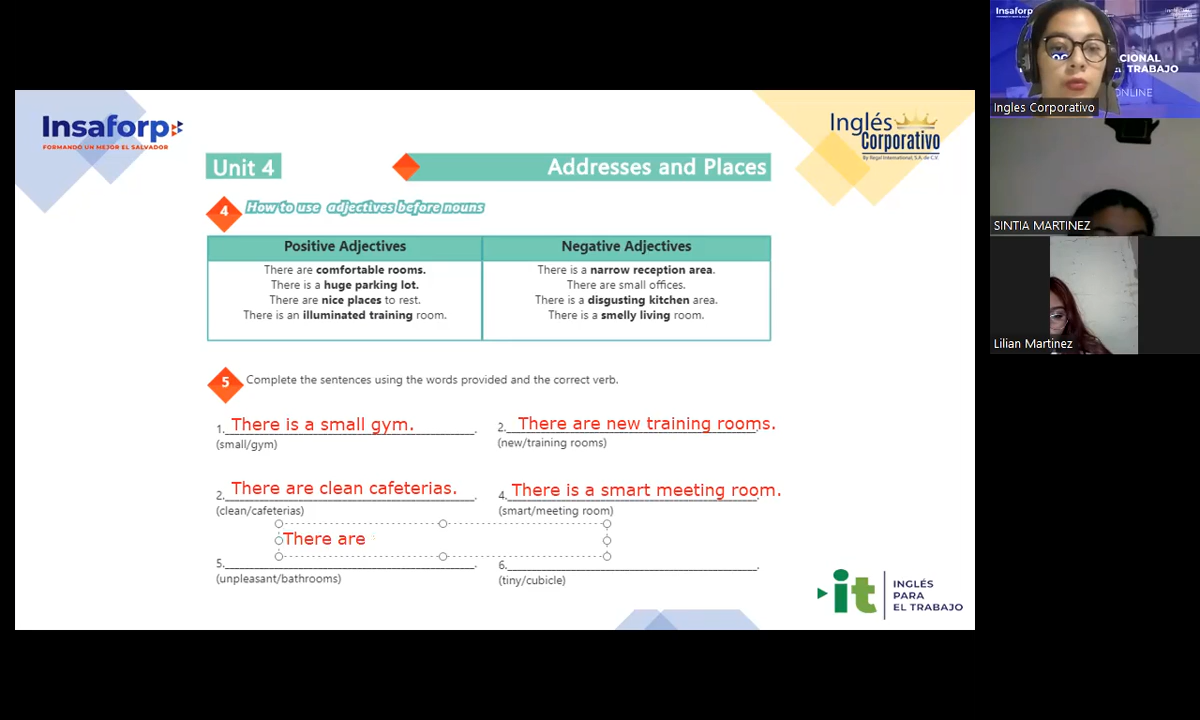 Insaforp
FORMANDO UN MEJOR EL SALVADOR
Inglés
Corporativo
By Regal International, S.A. de C.V.
Unit 4
Addresses and Places
4
How to use adjectives before nouns
Positive Adjectives
Negative Adjectives
There are comfortable rooms.
There is a huge parking lot.
There are nice places to rest.
There is an illuminated training room.
There is a narrow reception area.
There are small offices.
There is a disgusting kitchen area.
There is a smelly living room.
5
Complete the sentences using the words provided and the correct verb.
1. There is a small gym. .
(small/gym)
2. There are new training rooms. .
(new/training rooms)
2. There are clean cafeterias. .
(clean/cafeterias)
4. There is a smart meeting room. .
(smart/meeting room)
There are
5. .
(unpleasant/bathrooms)
6. .
(tiny/cubicle)
it
INGLÉS
PARA
EL TRABAJO
Insaforp
CIONAL
TRABAJO
ONLINE
Ingles Corporativo
SINTIA MARTINEZ
Lilian Martinez